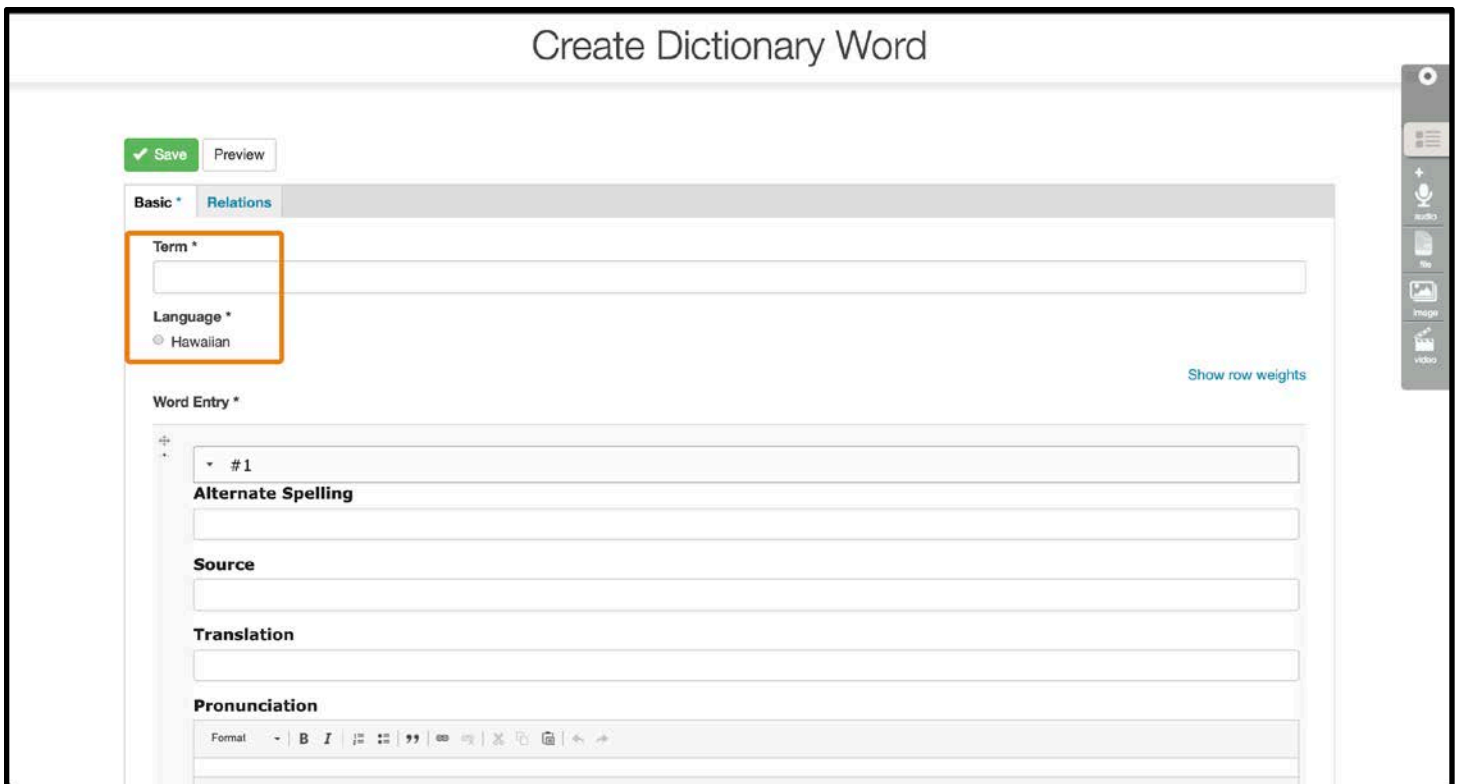 Create Dictionary Word
Save Preview
Basic * Relations
Term *
Language *
Hawaiian
Show row weights
Word Entry *
#1
Alternate Spelling
Source
Translation
Pronunciation
Format B I
audio
file
image
video